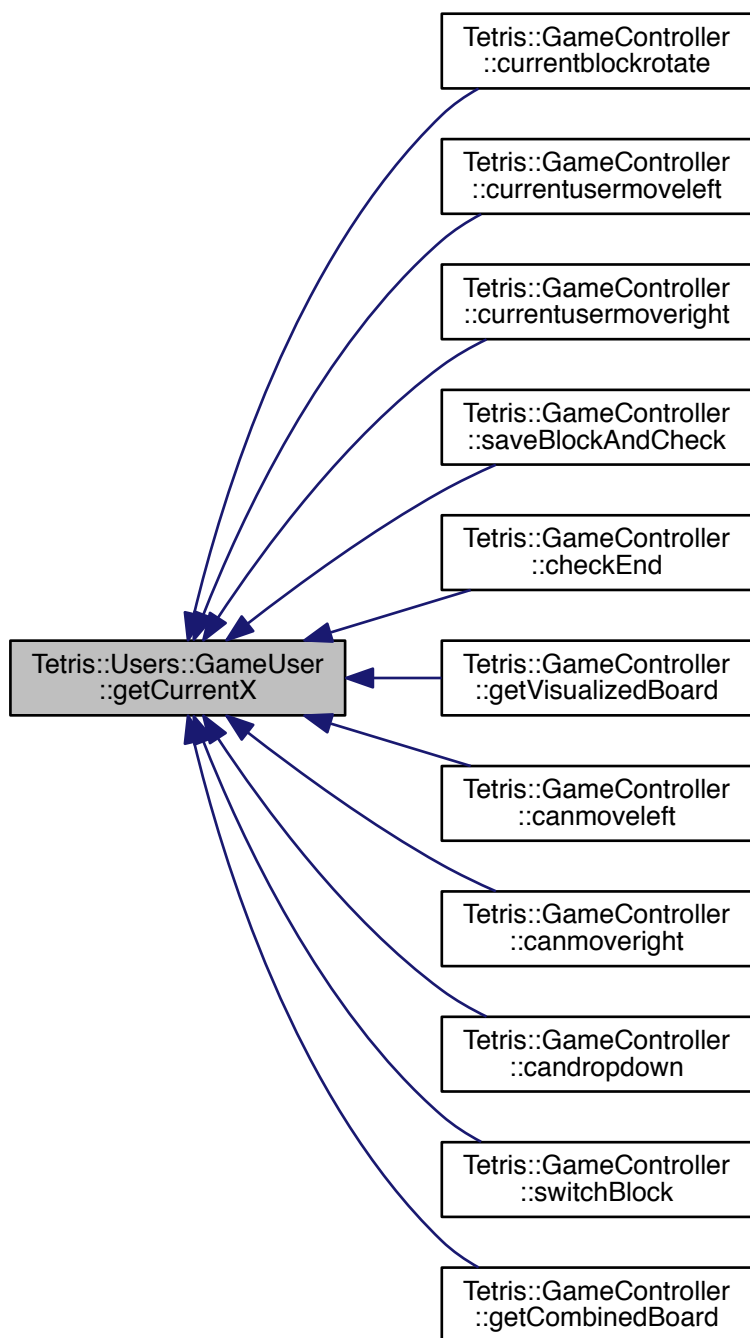 Tetris::GameController
::currentblockrotate
Tetris::GameController
::currentusermoveleft
Tetris::GameController
::currentusermoveright
Tetris::GameController
::saveBlockAndCheck
Tetris::GameController
::checkEnd
Tetris::Users::GameUser
::getCurrentX
Tetris::GameController
::getVisualizedBoard
Tetris::GameController
::canmoveleft
Tetris::GameController
::canmoveright
Tetris::GameController
::candropdown
Tetris::GameController
::switchBlock
Tetris::GameController
::getCombinedBoard